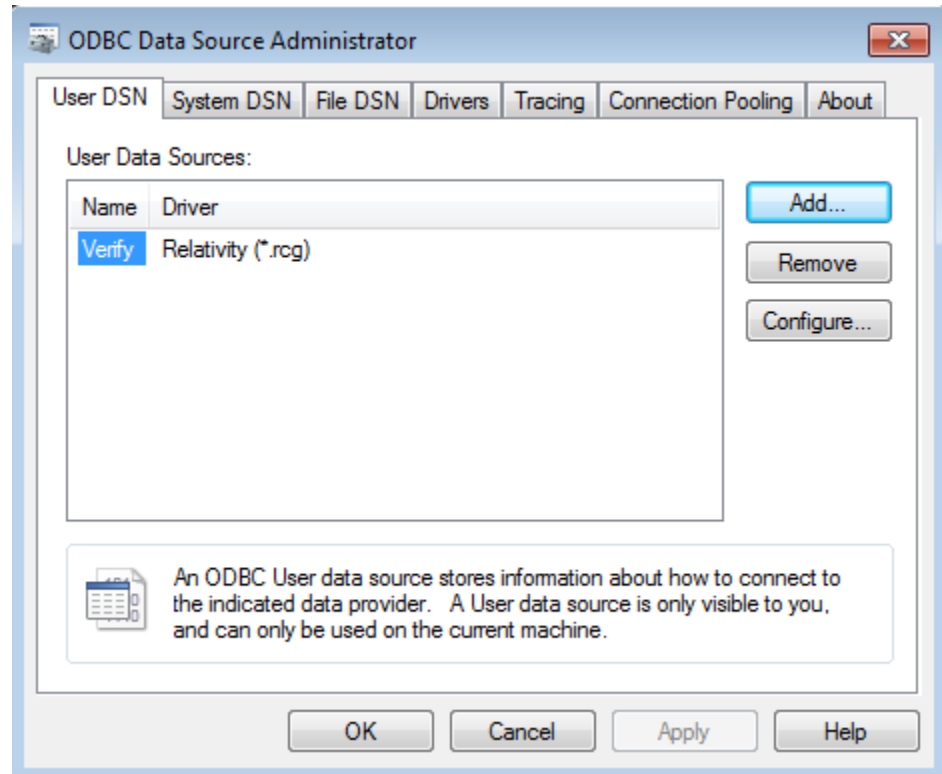 ODBC Data Source Administrator
User DSN System DSN File DSN Drivers Tracing Connection Pooling About
User Data Sources:
Name Driver
Add...
Verify Relativity (*.rcg)
Remove
Configure...
An ODBC User data source stores information about how to connect to
the indicated data provider. A User data source is only visible to you,
and can only be used on the current machine.
OK Cancel Apply Help